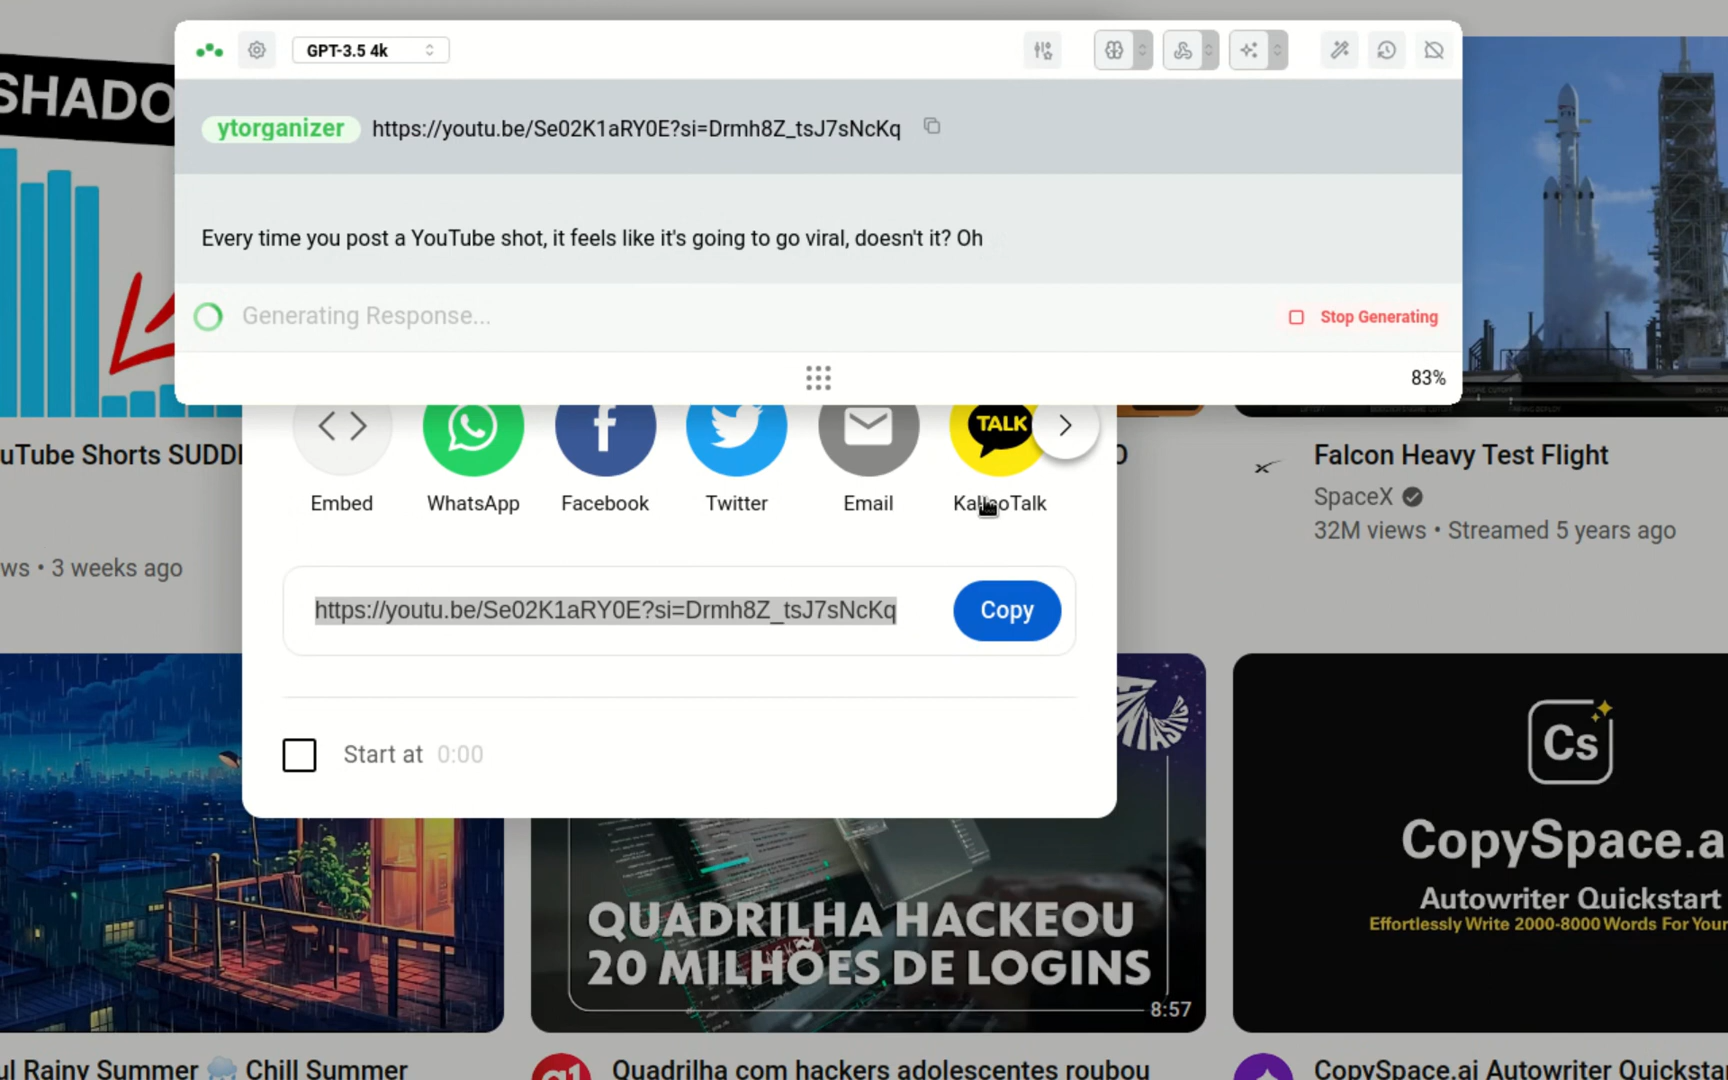 SHADO
GPT-3.5 4k
ytorganizer https://youtu.be/Se02K1aRY0E?si=Drmh8Z_tsJ7sNcKq
Every time you post a YouTube shot, it feels like it's going to go viral, doesn't it? Oh
Generating Response...
Stop Generating
83%
TALK
Embed
WhatsApp
Facebook
Twitter
Email
KakaoTalk
uTube Shorts SUDD
ws • 3 weeks ago
Falcon Heavy Test Flight
SpaceX
32M views • Streamed 5 years ago
https://youtu.be/Se02K1aRY0E?si=Drmh8Z_tsJ7sNcKq
Copy
Start at 0:00
QUADRILHA HACKEOU
20 MILHÕES DE LOGINS
8:57
Cs
CopySpace.a
Autowriter Quickstart
Effortlessly Write 2000-8000 Words For Your
ul Rainy Summer 🌧️ Chill Summer
g1
Quadrilha com hackers adolescentes roubou
CopySpace.ai Autowriter Quicksta